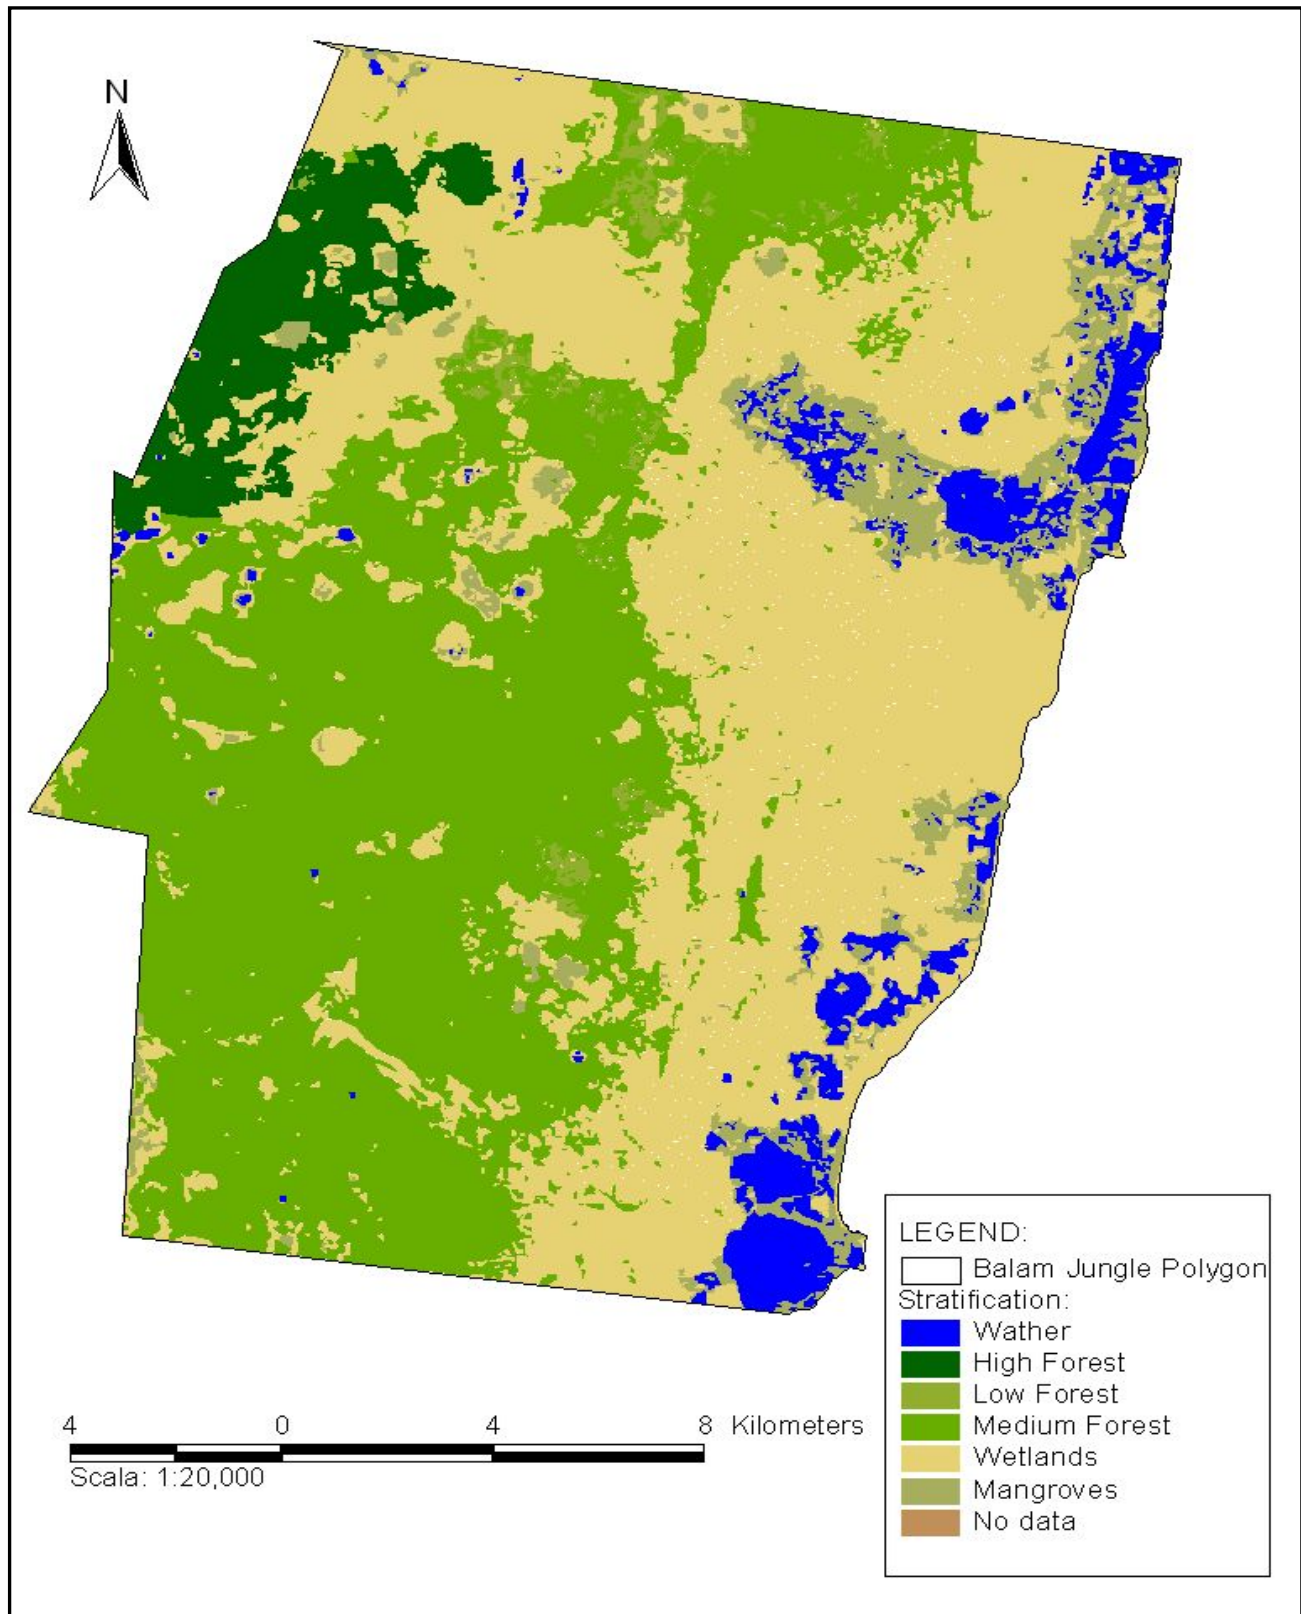 N
LEGEND:
Balam Jungle Polygon
Stratification:
Wather
High Forest
Low Forest
Medium Forest
Wetlands
Mangroves
No data
4 0 4 8 Kilometers
Scala: 1:20,000